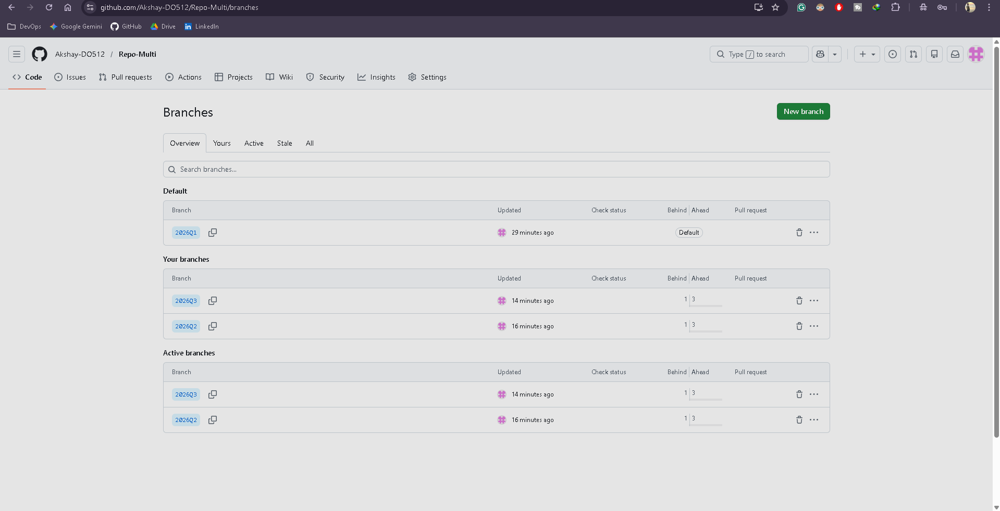 github.com/Akshay-DO512/Repo-Multi/branches
DevOps Google Gemini GitHub Drive LinkedIn
Akshay-DO512 / Repo-Multi Type / to search
Code Issues Pull requests Actions Projects Wiki Security Insights Settings
Branches New branch
Overview Yours Active Stale All
Search branches...
Default
Branch Updated Check status Behind Ahead Pull request
2026Q1 29 minutes ago Default
Your branches
Branch Updated Check status Behind Ahead Pull request
2026Q3 14 minutes ago 1 3
2026Q2 16 minutes ago 1 3
Active branches
Branch Updated Check status Behind Ahead Pull request
2026Q3 14 minutes ago 1 3
2026Q2 16 minutes ago 1 3